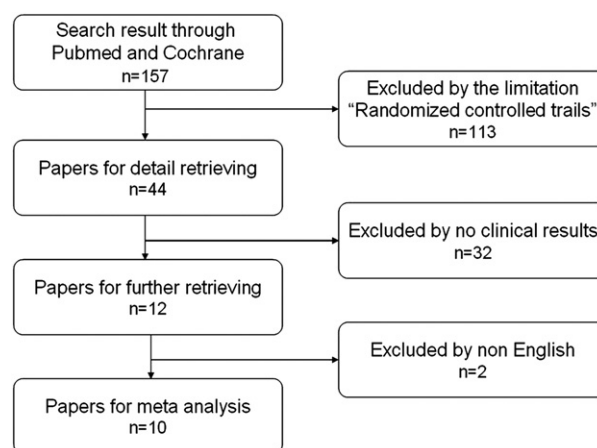 Search result through
Pubmed and Cochrane
n=157
Excluded by the limitation
“Randomized controlled trails”
n=113
Papers for detail retrieving
n=44
Excluded by no clinical results
n=32
Papers for further retrieving
n=12
Excluded by non English
n=2
Papers for meta analysis
n=10